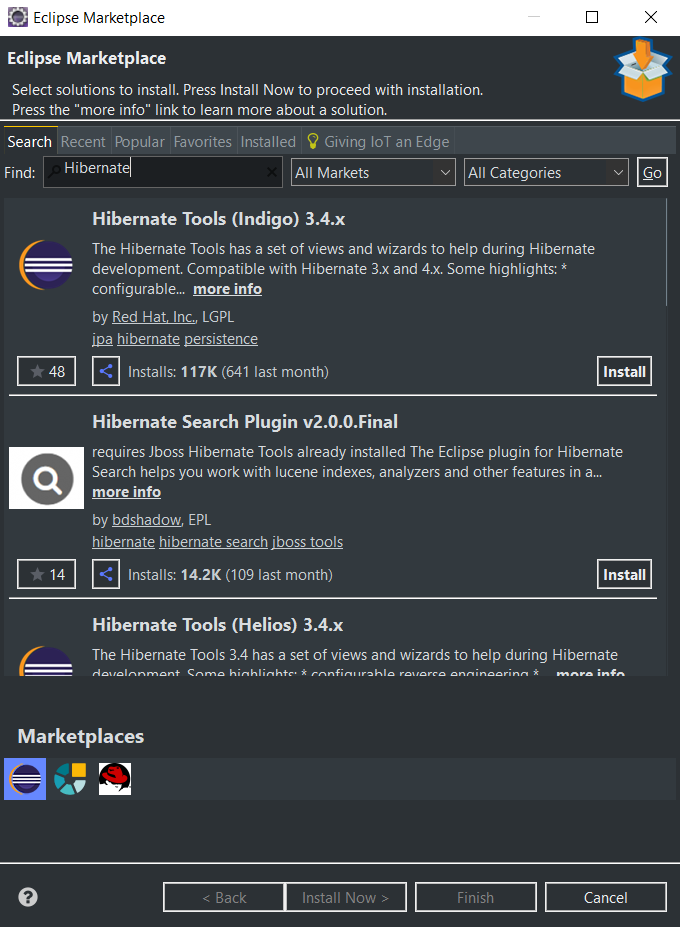 Eclipse Marketplace
Eclipse Marketplace
Select solutions to install. Press Install Now to proceed with installation.
Press the "more info" link to learn more about a solution.
Search Recent Popular Favorites Installed Giving IoT an Edge
Find: Hibernate All Markets All Categories Go
Hibernate Tools (Indigo) 3.4.x
The Hibernate Tools has a set of views and wizards to help during Hibernate
development. Compatible with Hibernate 3.x and 4.x. Some highlights: *
configurable... more info
by Red Hat, Inc., LGPL
jpa hibernate persistence
48 Installs: 117K (641 last month) Install
Hibernate Search Plugin v2.0.0.Final
requires Jboss Hibernate Tools already installed The Eclipse plugin for Hibernate
Search helps you work with lucene indexes, analyzers and other features in a...
more info
by bdshadow, EPL
hibernate hibernate search jboss tools
14 Installs: 14.2K (109 last month) Install
Hibernate Tools (Helios) 3.4.x
The Hibernate Tools 3.4 has a set of views and wizards to help during Hibernate
development. Some highlights: * configurable reverse engineering *... more info
Marketplaces
< Back Install Now > Finish Cancel